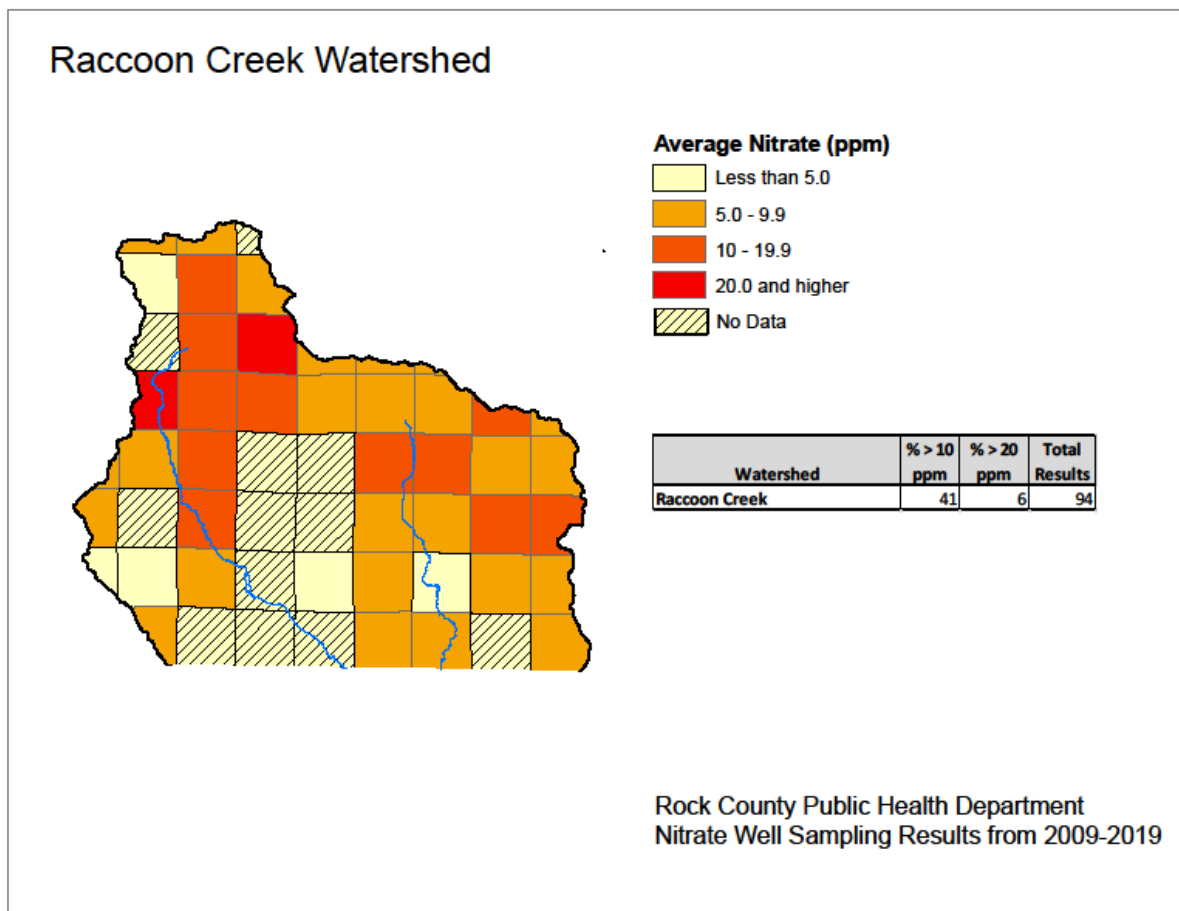 Raccoon Creek Watershed
Average Nitrate (ppm)
Less than 5.0
5.0 - 9.9
10 - 19.9
20.0 and higher
No Data
Watershed % > 10 ppm % > 20 ppm Total Results
Raccoon Creek 41 6 94
Rock County Public Health Department
Nitrate Well Sampling Results from 2009-2019